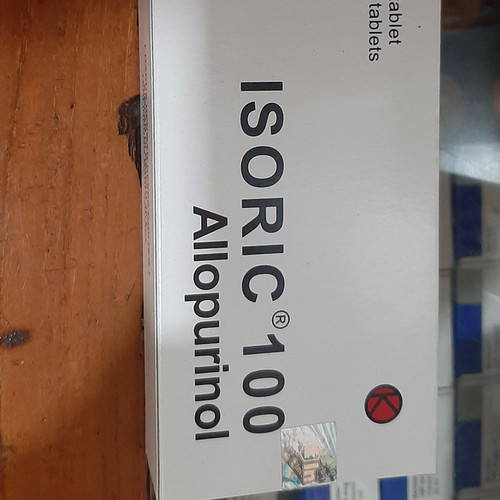 tablet
tablets
ISORIC® 100
Allopurinol
K